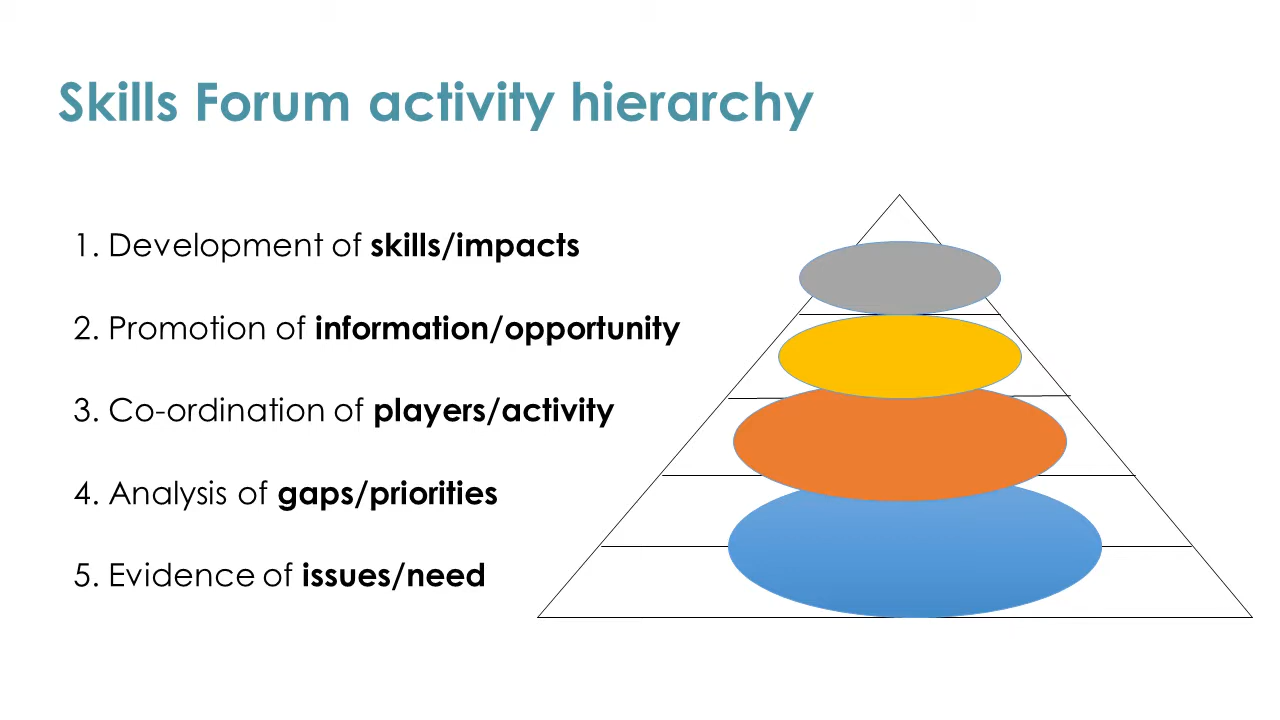 Skills Forum activity hierarchy
1. Development of skills/impacts
2. Promotion of information/opportunity
3. Co-ordination of players/activity
4. Analysis of gaps/priorities
5. Evidence of issues/need